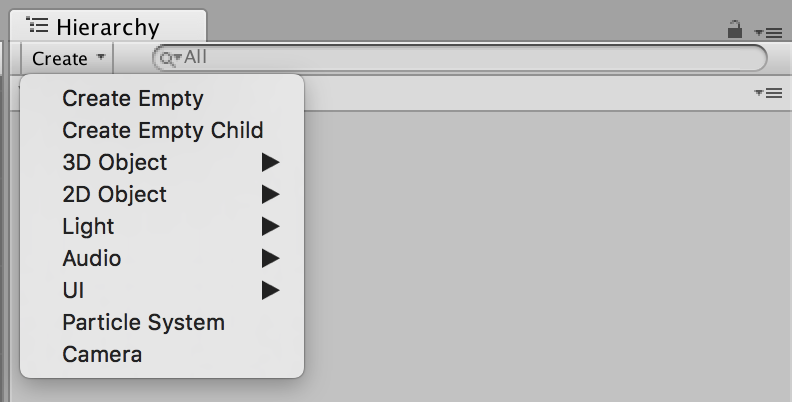 Hierarchy
Create All
Create Empty
Create Empty Child
3D Object
2D Object
Light
Audio
UI
Particle System
Camera